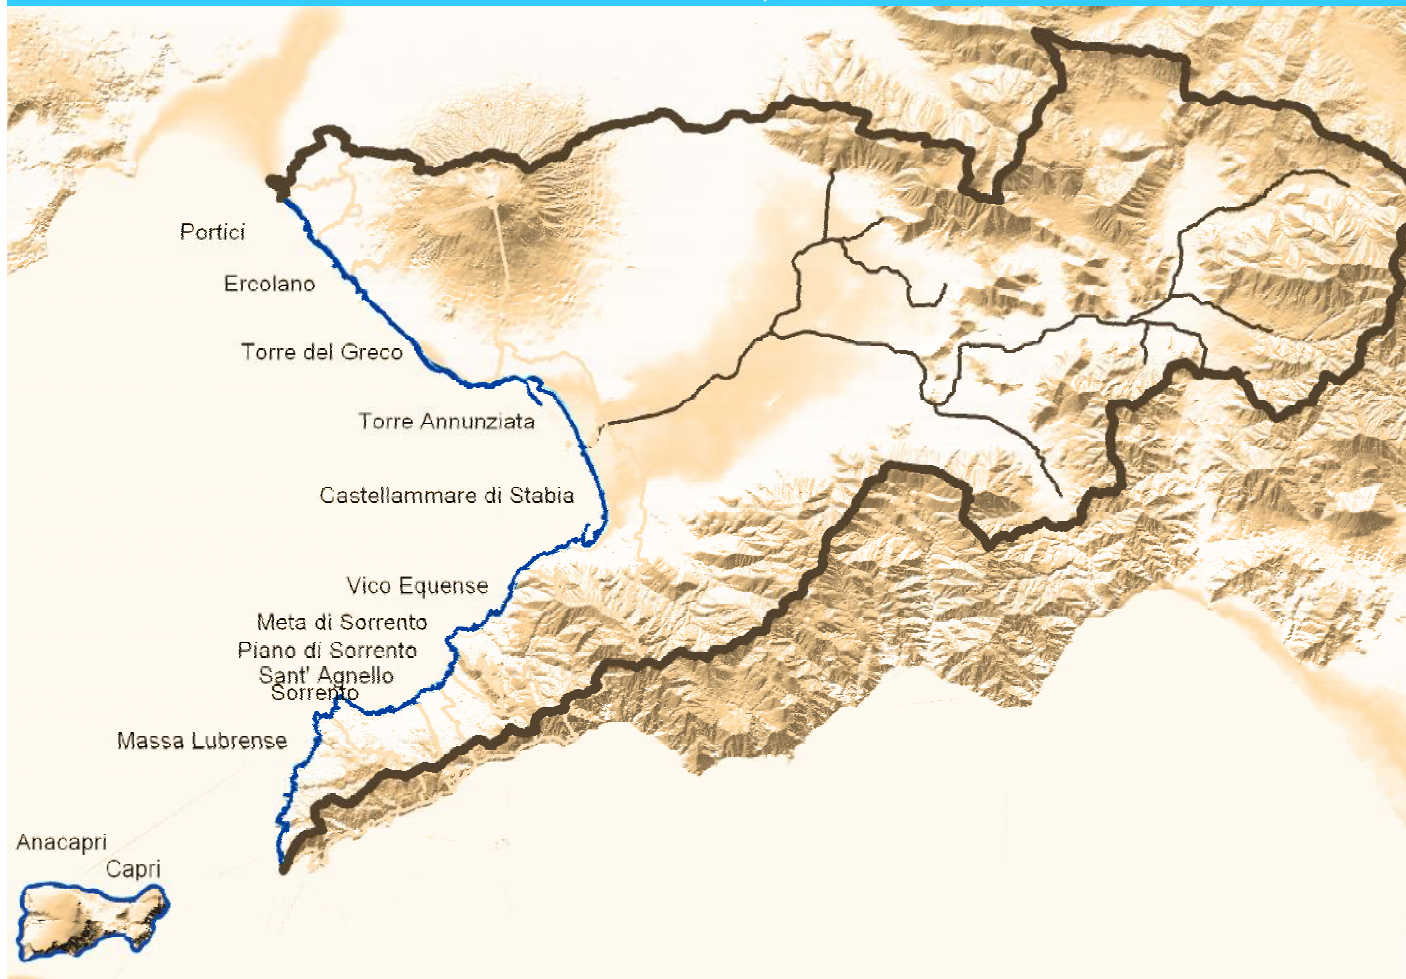 Portici
Ercolano
Torre del Greco
Torre Annunziata
Castellammare di Stabia
Vico Equense
Meta di Sorrento
Piano di Sorrento
Sant' Agnello
Sorrento
Massa Lubrense
Anacapri
Capri